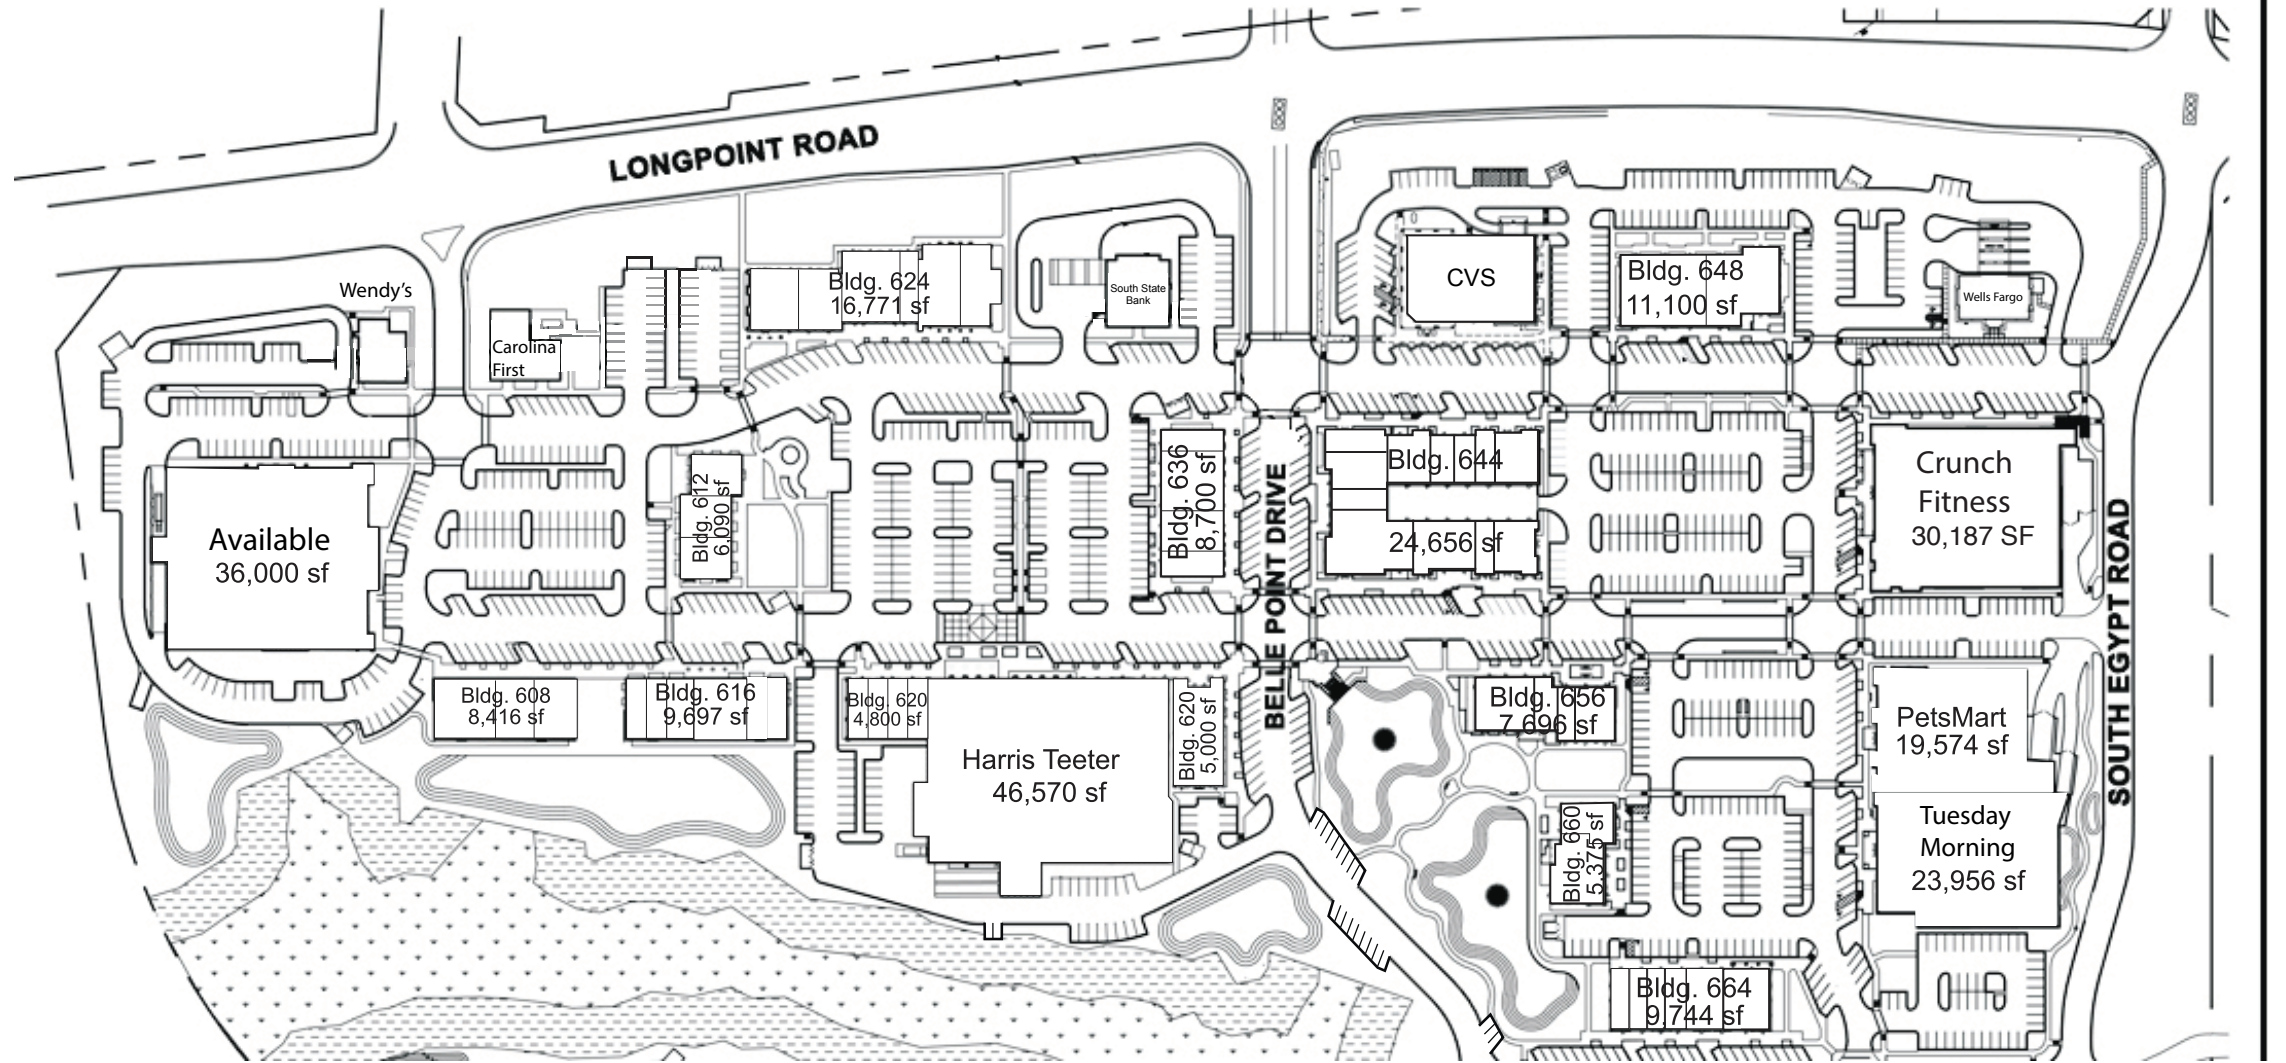 LONGPOINT ROAD
Wendy's
Carolina
First
Bldg. 624
16,771 sf
South State
Bank
CVS
Bldg. 648
11,100 sf
Wells Fargo
Available
36,000 sf
Bldg. 612
6,090 sf
Bldg. 636
8,700 sf
BELLE POINT DRIVE
Bldg. 644
24,656 sf
Crunch
Fitness
30,187 SF
SOUTH EGYPT ROAD
Bldg. 608
8,416 sf
Bldg. 616
9,697 sf
Bldg. 620
4,800 sf
Harris Teeter
46,570 sf
Bldg. 620
5,000 sf
Bldg. 656
7,696 sf
PetsMart
19,574 sf
Bldg. 660
5,375 sf
Tuesday
Morning
23,956 sf
Bldg. 664
9,744 sf